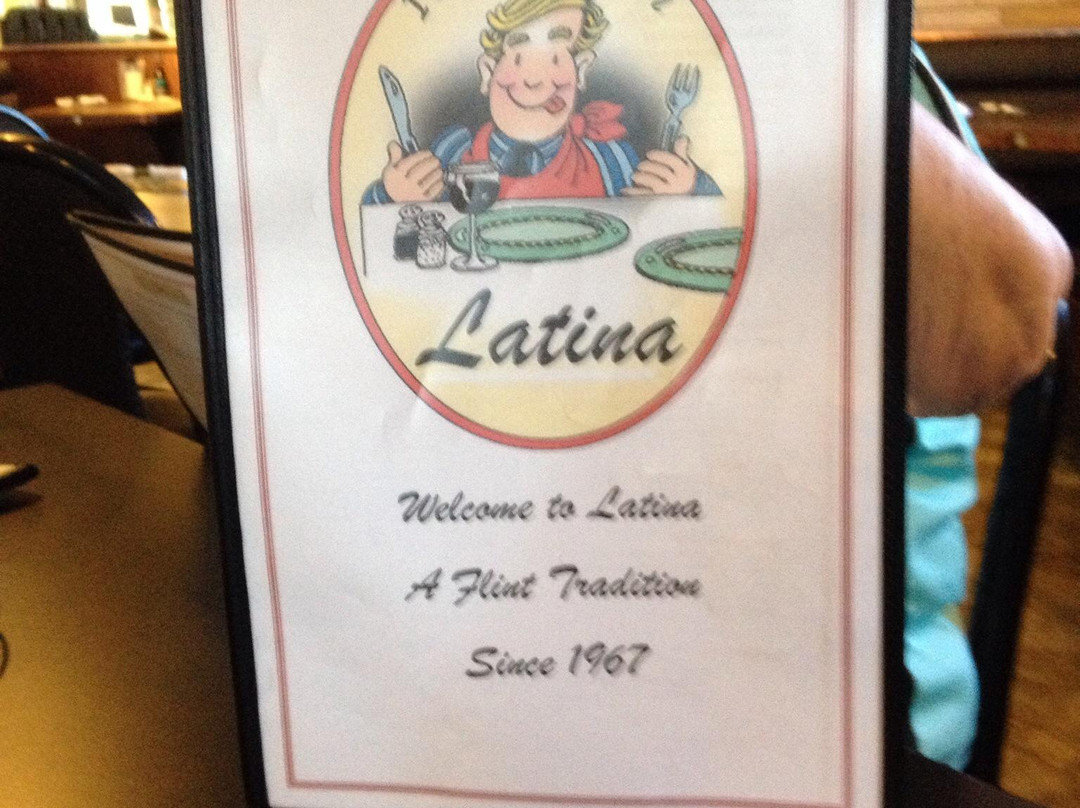 Latina
Welcome to Latina
A Flint Tradition
Since 1967